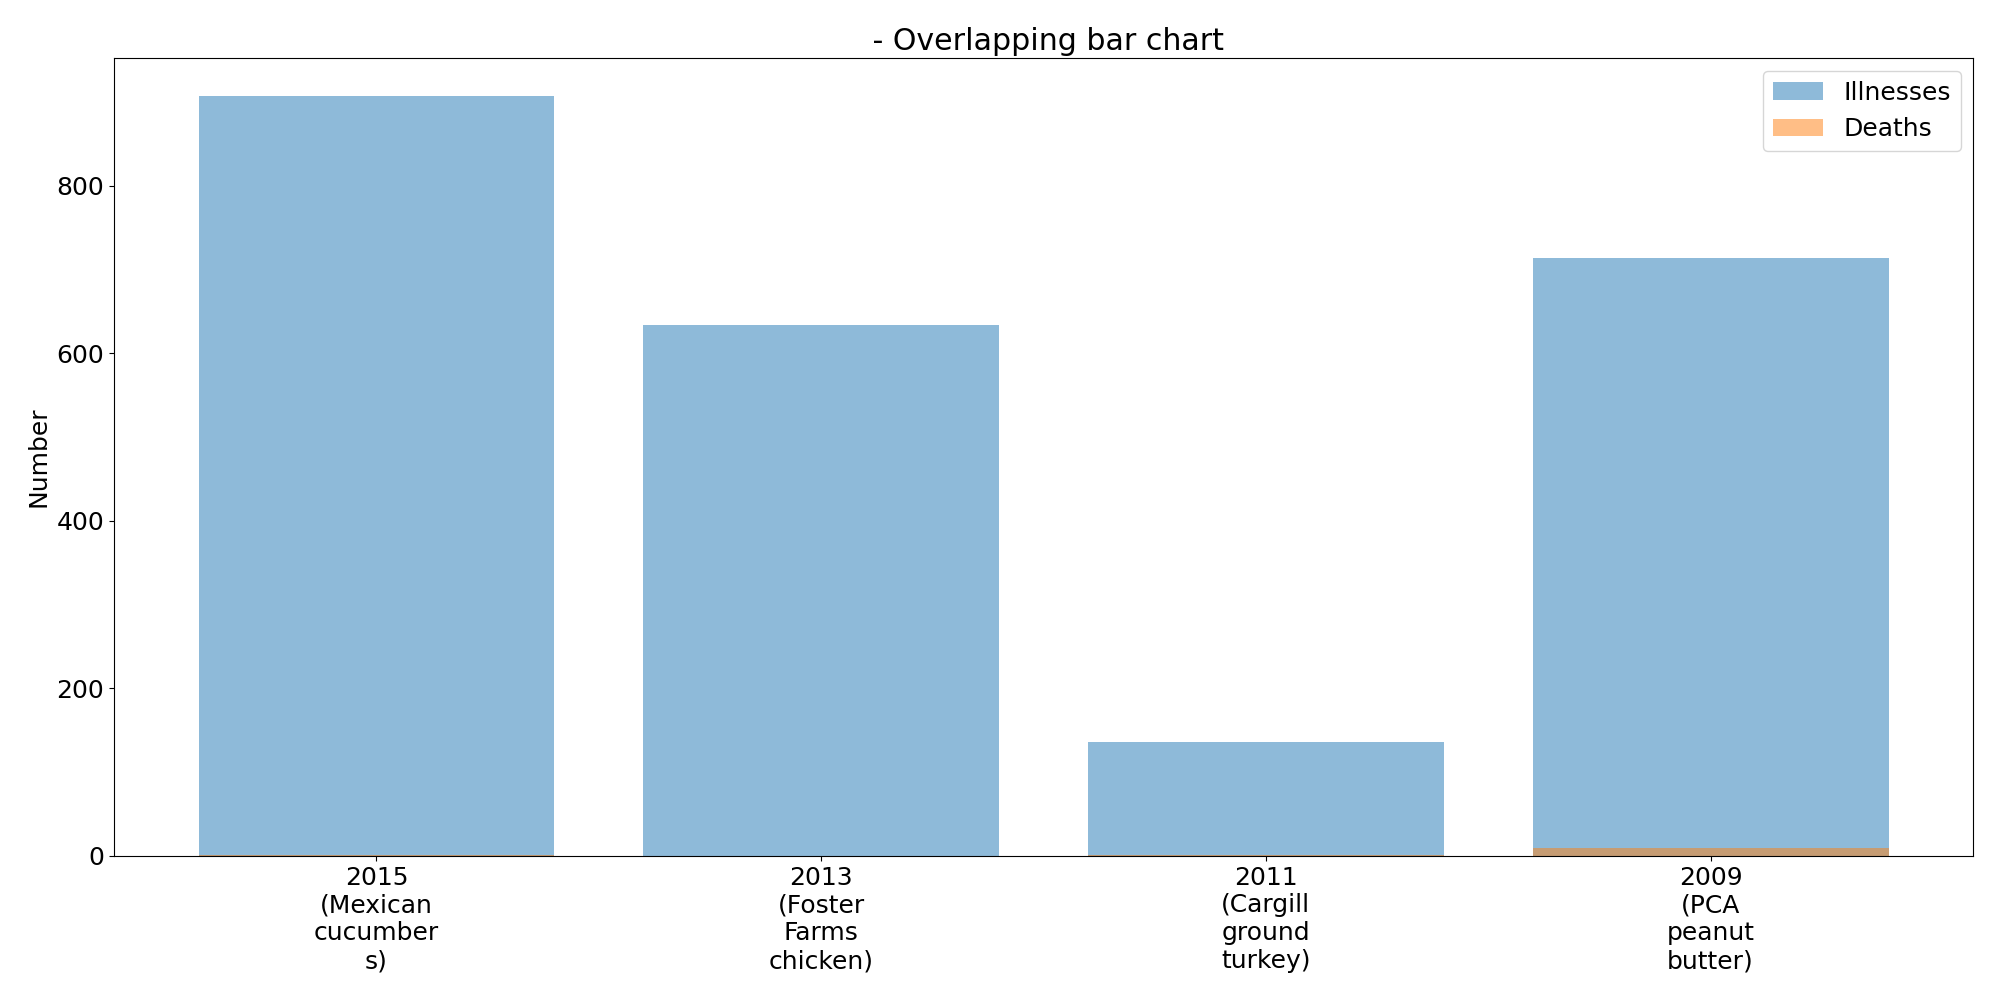 - Overlapping bar chart
Illnesses
Deaths
Number
800
600
400
200
0
2015
(Mexican
cucumber
s)
2013
(Foster
Farms
chicken)
2011
(Cargill
ground
turkey)
2009
(PCA
peanut
butter)